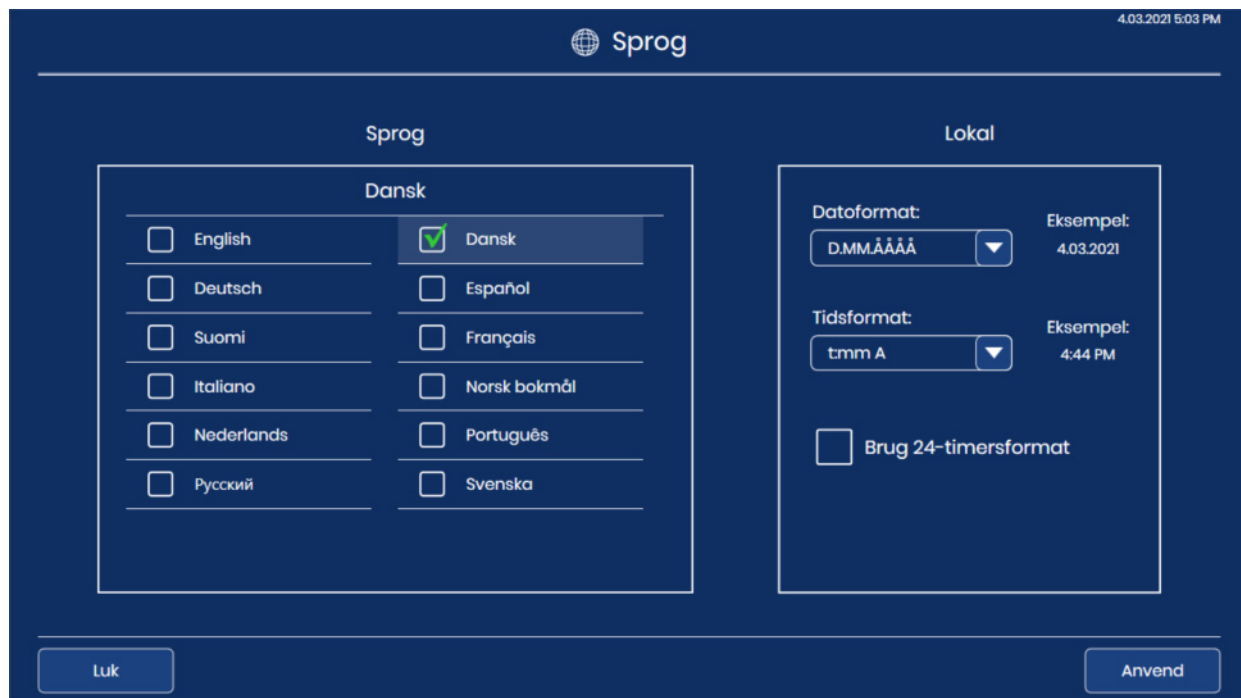 4.03.2021 5:03 PM
Sprog
Sprog
Dansk
English
Dansk
Deutsch
Español
Suomi
Français
Italiano
Norsk bokmål
Nederlands
Português
Русский
Svenska
Lokal
Datoformat:
Eksempel:
D.MM.ÅÅÅÅ
4.03.2021
Tidsformat:
Eksempel:
t:mm A
4:44 PM
Brug 24-timersformat
Luk
Anvend